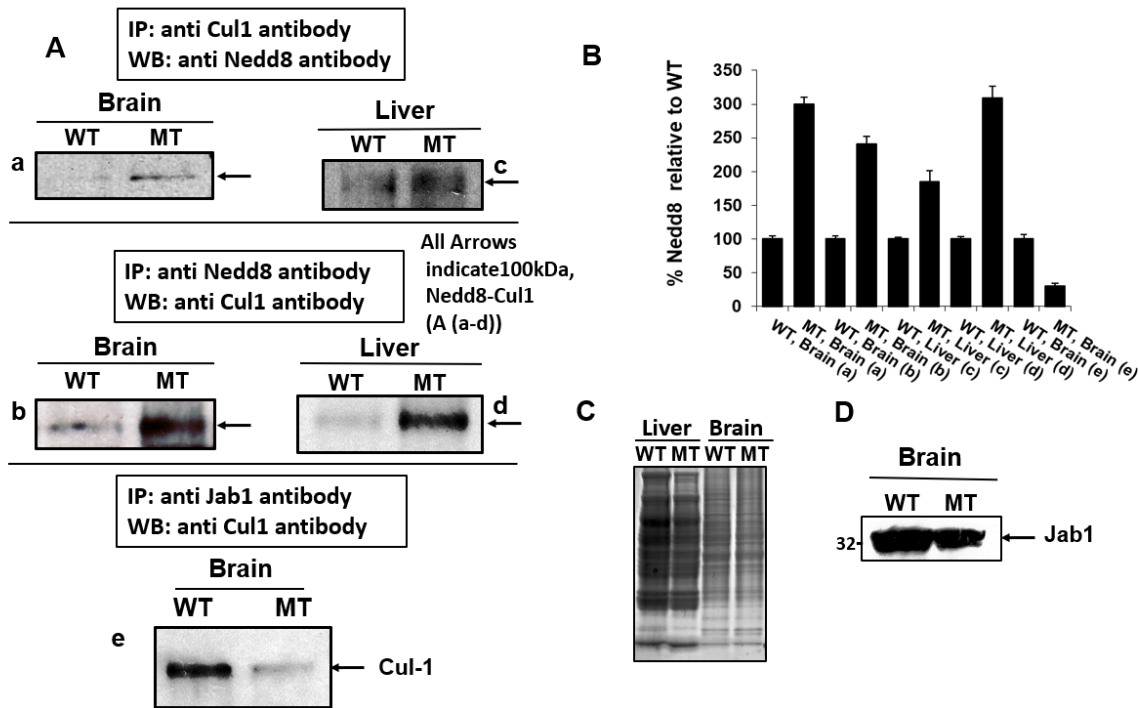 A
IP: anti Cul1 antibody
WB: anti Nedd8 antibody
Brain
WT MT
a
Liver
WT MT
c
IP: anti Nedd8 antibody
WB: anti Cul1 antibody
All Arrows
indicate100kDa,
Nedd8-Cul1
(A (a-d))
Brain
WT MT
b
Liver
WT MT
d
IP: anti Jab1 antibody
WB: anti Cul1 antibody
Brain
WT MT
e
Cul-1
B
% Nedd8 relative to WT
350
300
250
200
150
100
50
0
WT, Brain (a)
MT, Brain (a)
WT, Brain (b)
MT, Brain (b)
WT, Liver (c)
MT, Liver (c)
WT, Liver (d)
MT, Liver (d)
WT, Brain (e)
MT, Brain (e)
C
Liver Brain
WT MT WT MT
D
Brain
WT MT
32
Jab1